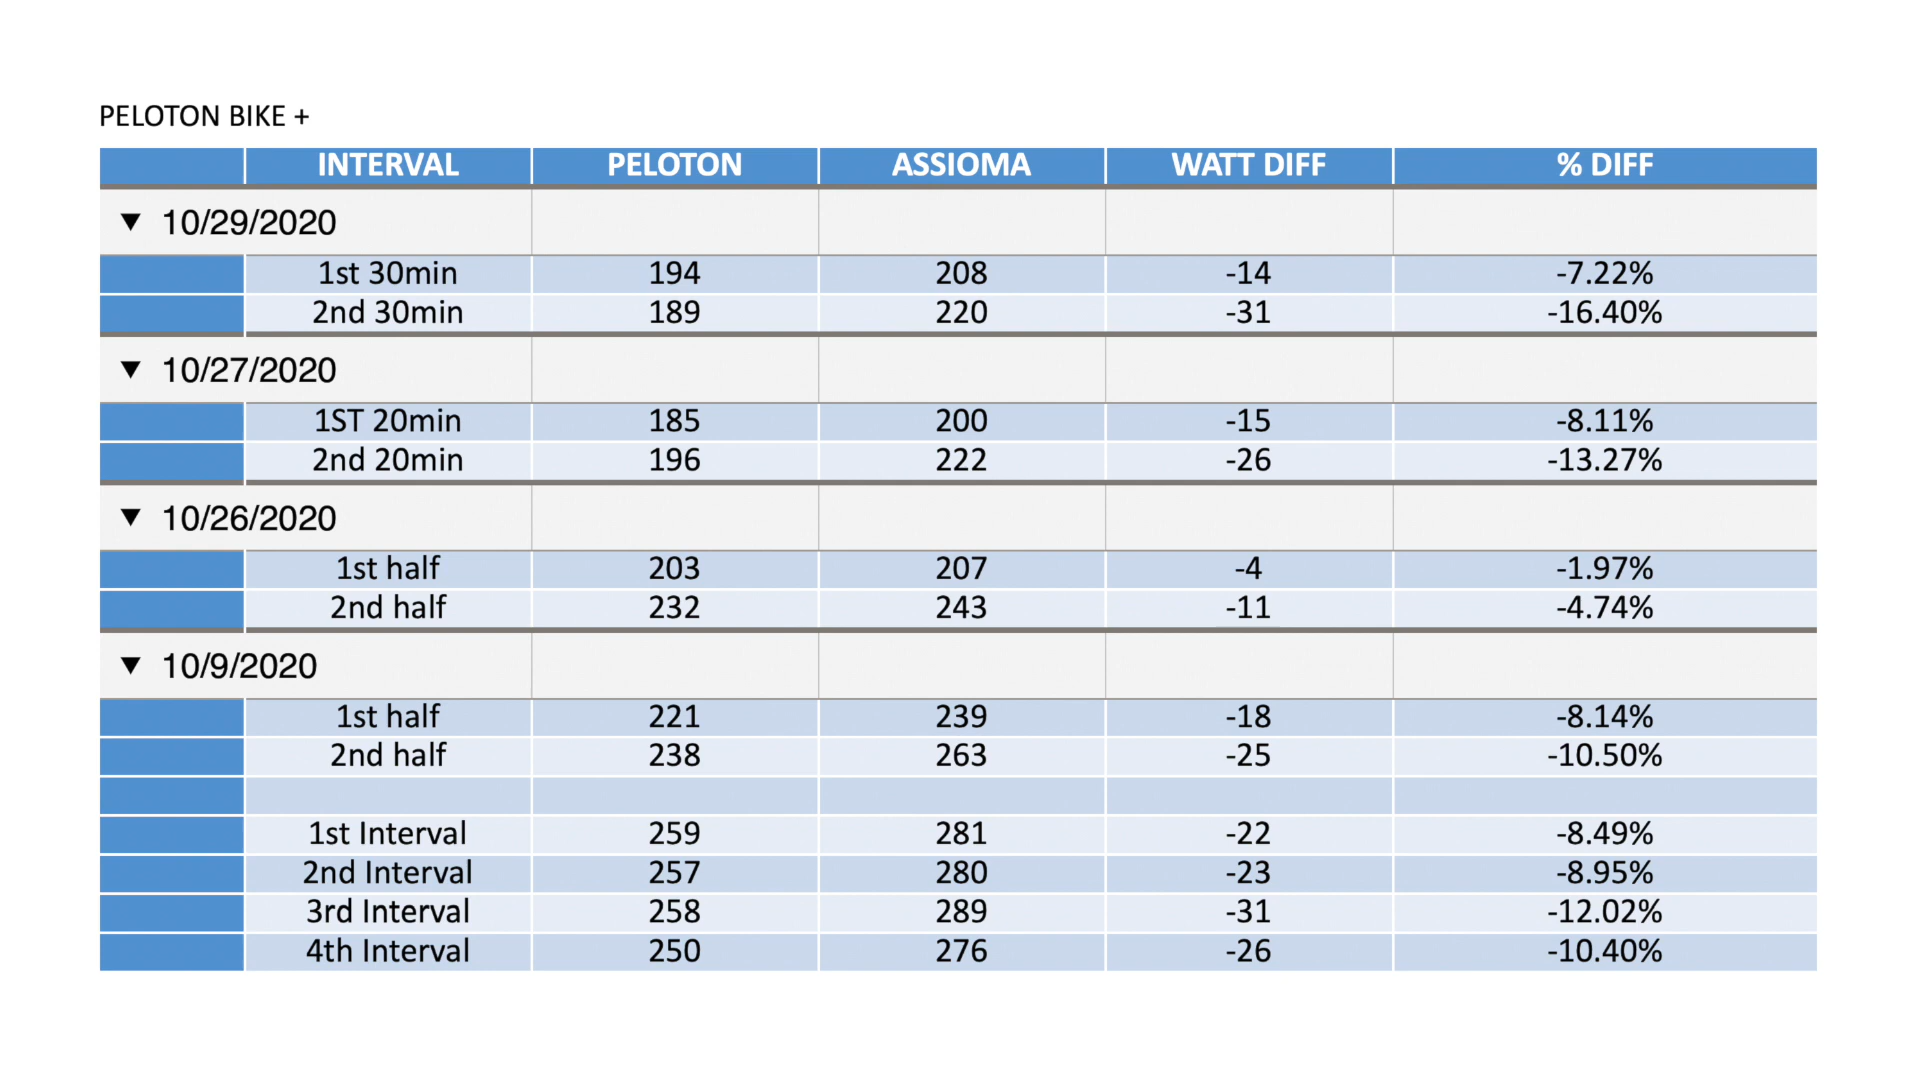 PELOTON BIKE +
INTERVAL PELOTON ASSIOMA WATT DIFF % DIFF
▼ 10/29/2020
1st 30min 194 208 -14 -7.22%
2nd 30min 189 220 -31 -16.40%
▼ 10/27/2020
1ST 20min 185 200 -15 -8.11%
2nd 20min 196 222 -26 -13.27%
▼ 10/26/2020
1st half 203 207 -4 -1.97%
2nd half 232 243 -11 -4.74%
▼ 10/9/2020
1st half 221 239 -18 -8.14%
2nd half 238 263 -25 -10.50%
1st Interval 259 281 -22 -8.49%
2nd Interval 257 280 -23 -8.95%
3rd Interval 258 289 -31 -12.02%
4th Interval 250 276 -26 -10.40%